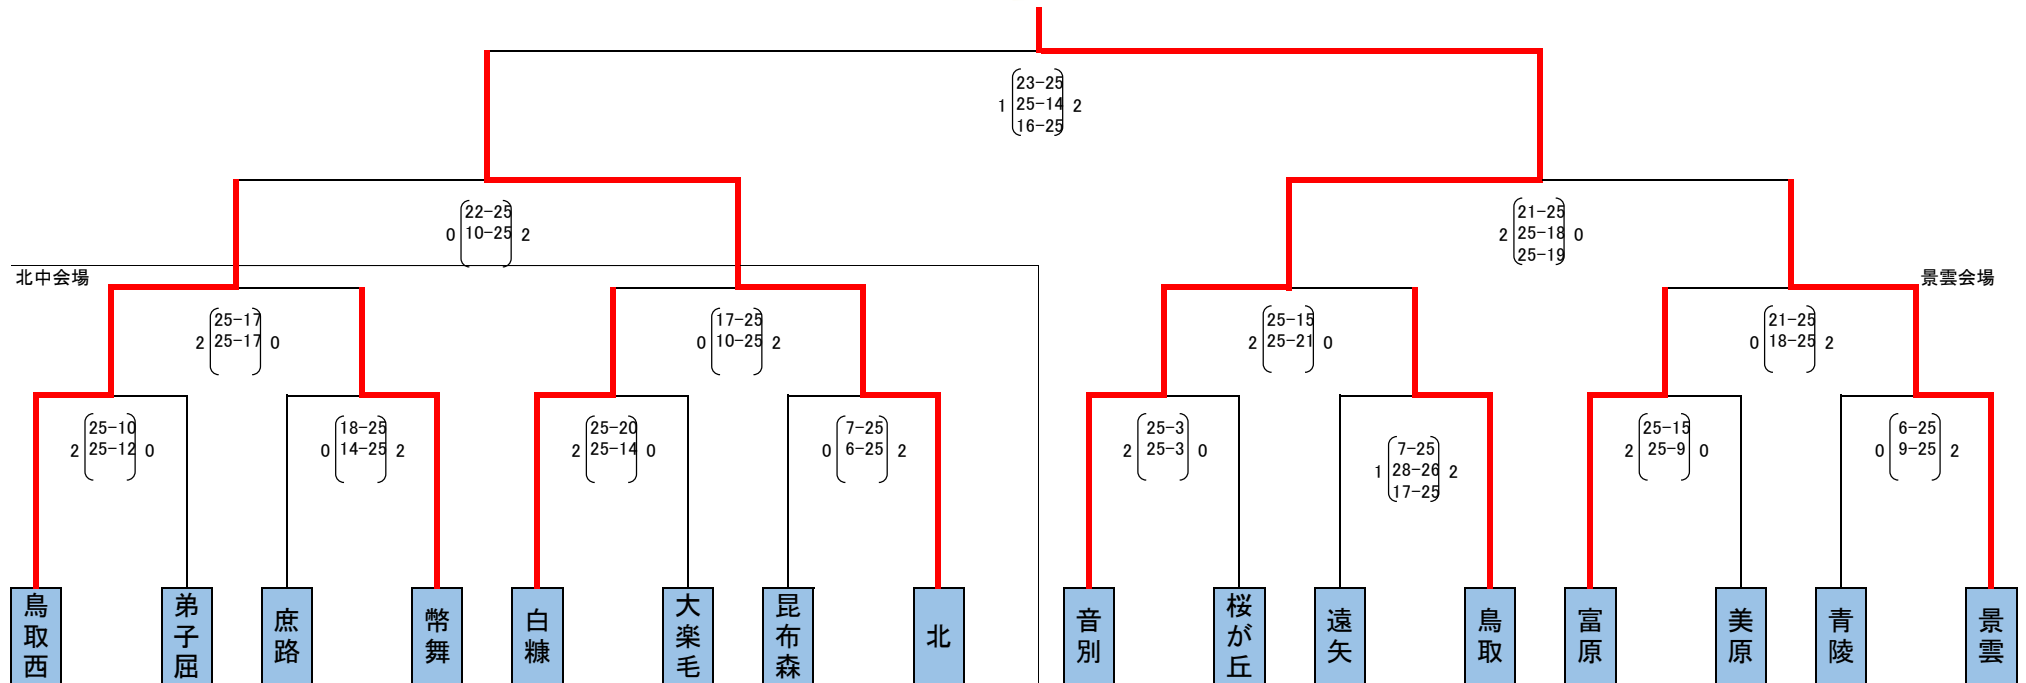 23-25
1 25-14 2
16-25
22-25
0 10-25 2
21-25
2 25-18 0
25-19
北中会場
景雲会場
25-17
2 25-17 0
17-25
0 10-25 2
25-15
2 25-21 0
21-25
0 18-25 2
25-10
2 25-12 0
18-25
0 14-25 2
25-20
2 25-14 0
7-25
0 6-25 2
25-3
2 25-3 0
7-25
1 28-26 2
17-25
25-15
2 25-9 0
6-25
0 9-25 2
鳥取西
弟子屈
庶路
幣舞
白糠
大楽毛
昆布森
北
音別
桜が丘
遠矢
鳥取
富原
美原
青陵
景雲